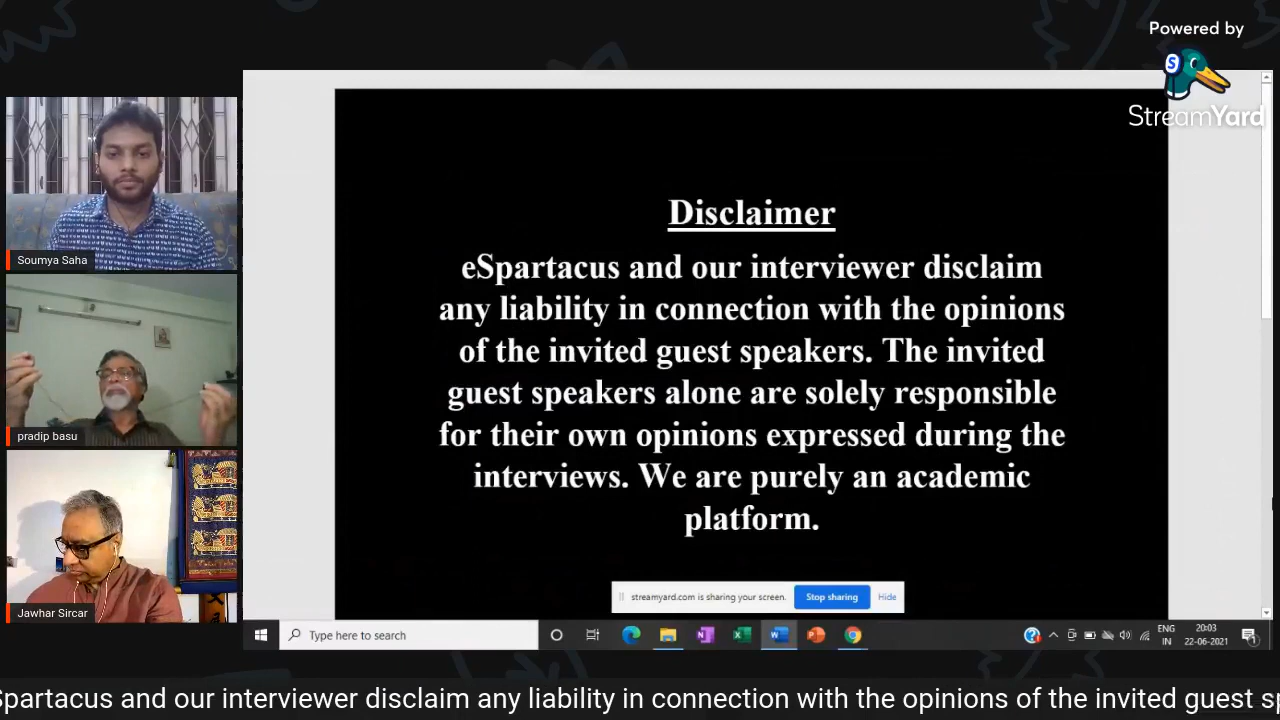 Powered by
StreamYard
Soumya Saha
pradip basu
Jawhar Sircar
Disclaimer
eSpartacus and our interviewer disclaim
any liability in connection with the opinions
of the invited guest speakers. The invited
guest speakers alone are solely responsible
for their own opinions expressed during the
interviews. We are purely an academic
platform.
streamyard.com is sharing your screen. Stop sharing Hide
Type here to search
ENG
IN
20:03
22-06-2021
Spartacus and our interviewer disclaim any liability in connection with the opinions of the invited guest sp